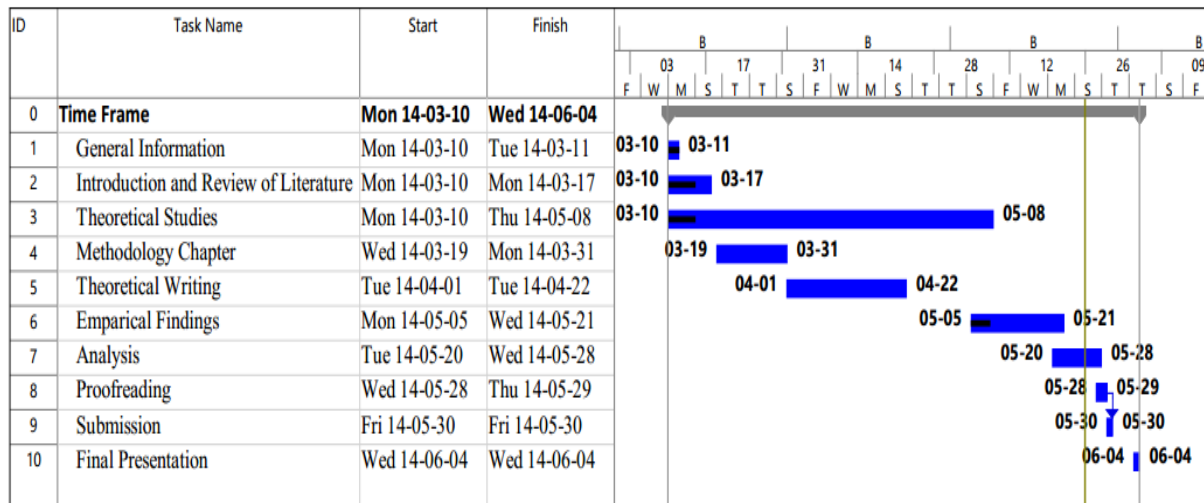 ID Task Name Start Finish
B B B B
03 17 31 14 28 12 26 09
F W M S T T S F W M S T T S F W M S T T S F
0 Time Frame Mon 14-03-10 Wed 14-06-04
1 General Information Mon 14-03-10 Tue 14-03-11 03-10 03-11
2 Introduction and Review of Literature Mon 14-03-10 Mon 14-03-17 03-10 03-17
3 Theoretical Studies Mon 14-03-10 Thu 14-05-08 03-10 05-08
4 Methodology Chapter Wed 14-03-19 Mon 14-03-31 03-19 03-31
5 Theoretical Writing Tue 14-04-01 Tue 14-04-22 04-01 04-22
6 Emparical Findings Mon 14-05-05 Wed 14-05-21 05-05 05-21
7 Analysis Tue 14-05-20 Wed 14-05-28 05-20 05-28
8 Proofreading Wed 14-05-28 Thu 14-05-29 05-28 05-29
9 Submission Fri 14-05-30 Fri 14-05-30 05-30 05-30
10 Final Presentation Wed 14-06-04 Wed 14-06-04 06-04 06-04